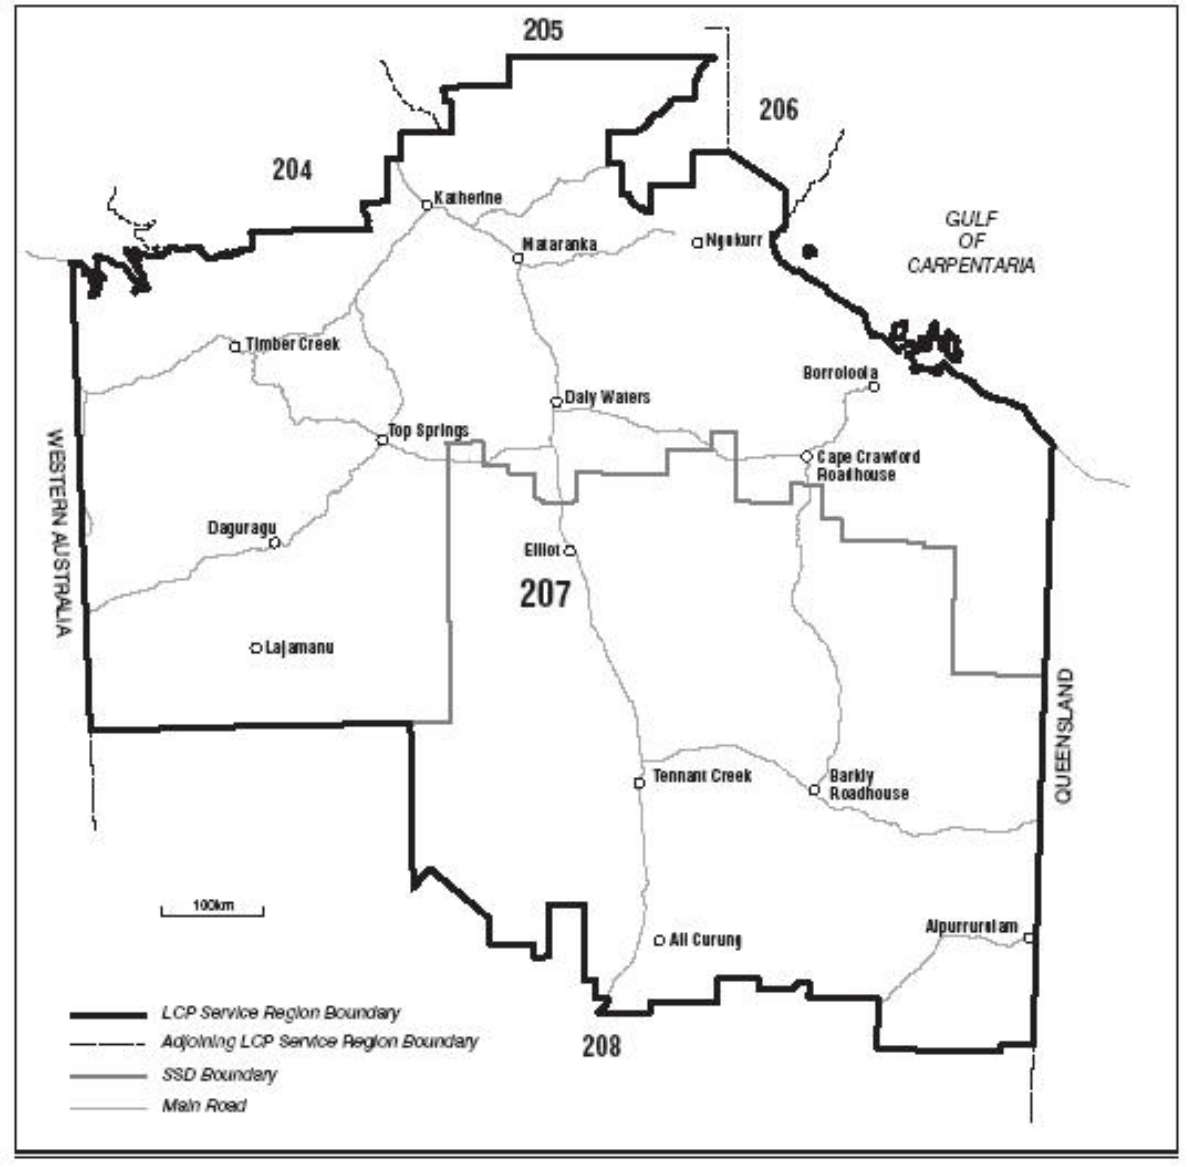 205
206
204
Katherine
GULF
OF
CARPENTARIA
Mataranka
Ngukurr
Timber Creek
Borroloola
Daly Waters
Top Springs
Cape Crawford
Roadhouse
WESTERN AUSTRALIA
Daguragu
Elliot
207
Lajamanu
QUEENSLAND
Tennant Creek
Barkly
Roadhouse
100km
Ali Curung
Alpurrurulam
LCP Service Region Boundary
Adjoining LCP Service Region Boundary
208
SSD Boundary
Main Road